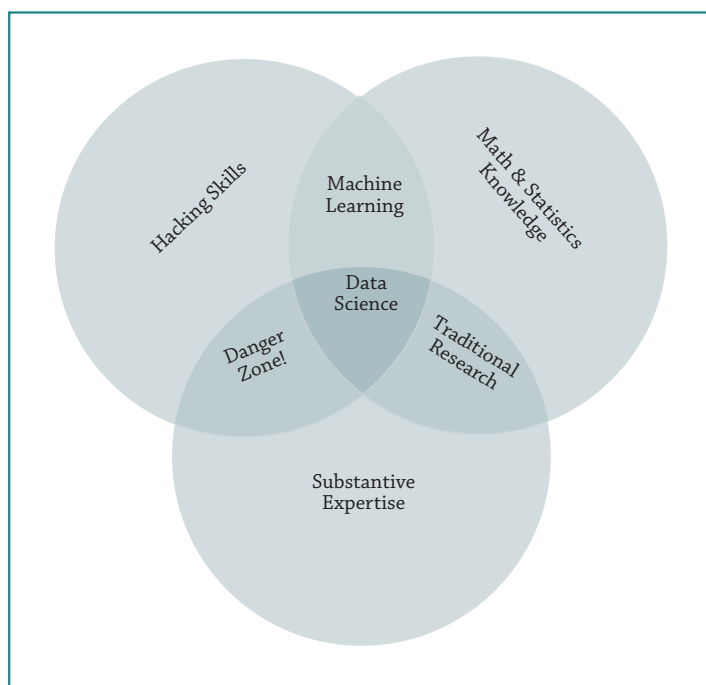 Hacking Skills
Math & Statistics
Knowledge
Machine
Learning
Data
Science
Danger
Zone!
Traditional
Research
Substantive
Expertise